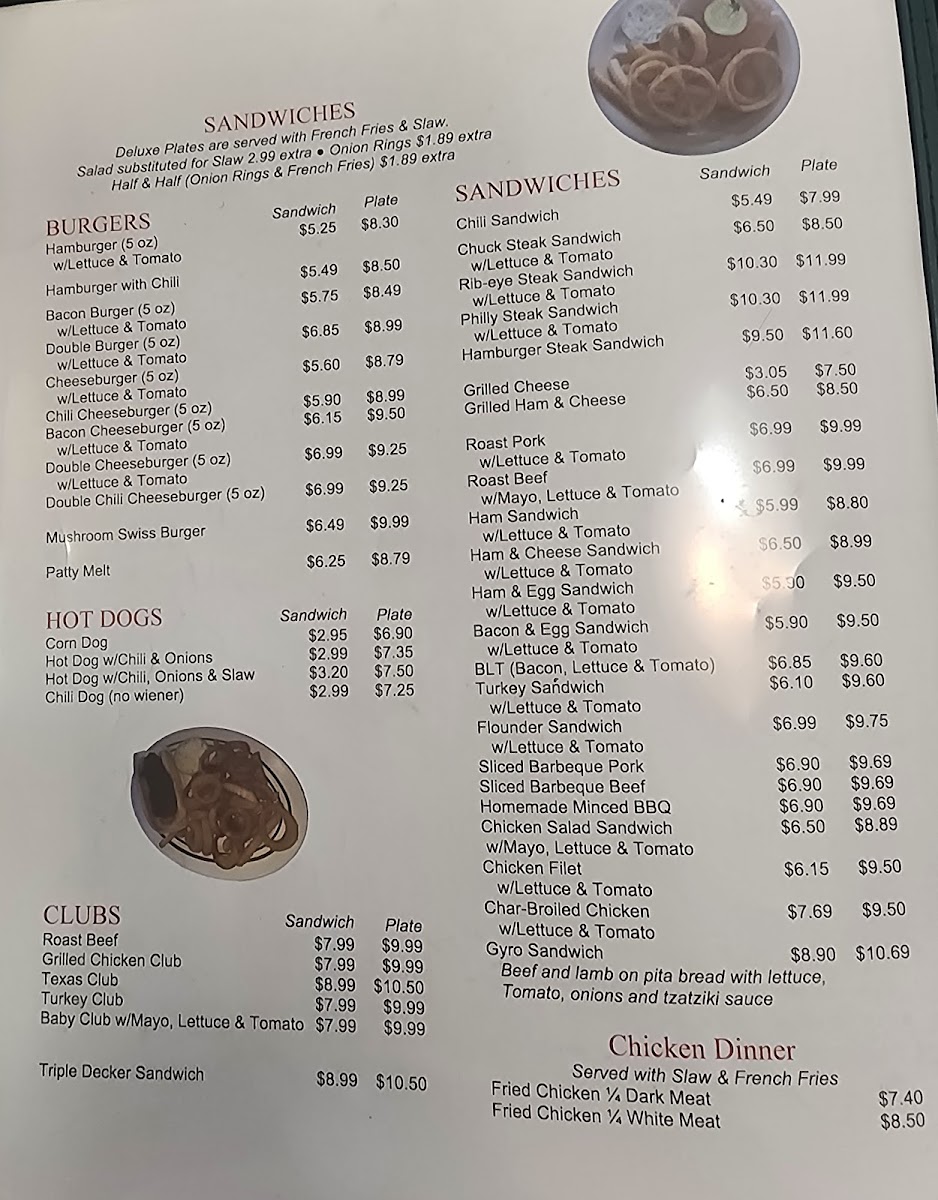 SANDWICHES
Deluxe Plates are served with French Fries & Slaw.
Salad substituted for Slaw 2.99 extra • Onion Rings $1.89 extra
Half & Half (Onion Rings & French Fries) $1.89 extra
BURGERS Sandwich Plate
Hamburger (5 oz) $5.25 $8.30
w/Lettuce & Tomato
Hamburger with Chili $5.49 $8.50
Bacon Burger (5 oz) $5.75 $8.49
w/Lettuce & Tomato
Double Burger (5 oz) $6.85 $8.99
w/Lettuce & Tomato
Cheeseburger (5 oz) $5.60 $8.79
w/Lettuce & Tomato
Chili Cheeseburger (5 oz) $5.90 $8.99
Bacon Cheeseburger (5 oz) $6.15 $9.50
w/Lettuce & Tomato
Double Cheeseburger (5 oz) $6.99 $9.25
w/Lettuce & Tomato
Double Chili Cheeseburger (5 oz) $6.99 $9.25
Mushroom Swiss Burger $6.49 $9.99
Patty Melt $6.25 $8.79
HOT DOGS Sandwich Plate
Corn Dog $2.95 $6.90
Hot Dog w/Chili & Onions $2.99 $7.35
Hot Dog w/Chili, Onions & Slaw $3.20 $7.50
Chili Dog (no wiener) $2.99 $7.25
CLUBS Sandwich Plate
Roast Beef $7.99 $9.99
Grilled Chicken Club $7.99 $9.99
Texas Club $8.99 $10.50
Turkey Club $7.99 $9.99
Baby Club w/Mayo, Lettuce & Tomato $7.99 $9.99
Triple Decker Sandwich $8.99 $10.50
SANDWICHES Sandwich Plate
Chili Sandwich $5.49 $7.99
Chuck Steak Sandwich $6.50 $8.50
w/Lettuce & Tomato
Rib-eye Steak Sandwich $10.30 $11.99
w/Lettuce & Tomato
Philly Steak Sandwich $10.30 $11.99
w/Lettuce & Tomato
Hamburger Steak Sandwich $9.50 $11.60
Grilled Cheese $3.05 $7.50
Grilled Ham & Cheese $6.50 $8.50
Roast Pork $6.99 $9.99
w/Lettuce & Tomato
Roast Beef $6.99 $9.99
w/Mayo, Lettuce & Tomato
Ham Sandwich $5.99 $8.80
w/Lettuce & Tomato
Ham & Cheese Sandwich $6.50 $8.99
w/Lettuce & Tomato
Ham & Egg Sandwich $5.90 $9.50
w/Lettuce & Tomato
Bacon & Egg Sandwich $5.90 $9.50
w/Lettuce & Tomato
BLT (Bacon, Lettuce & Tomato) $6.85 $9.60
Turkey Sandwich $6.10 $9.60
w/Lettuce & Tomato
Flounder Sandwich $6.99 $9.75
w/Lettuce & Tomato
Sliced Barbeque Pork $6.90 $9.69
Sliced Barbeque Beef $6.90 $9.69
Homemade Minced BBQ $6.90 $9.69
Chicken Salad Sandwich $6.50 $8.89
w/Mayo, Lettuce & Tomato
Chicken Filet $6.15 $9.50
w/Lettuce & Tomato
Char-Broiled Chicken $7.69 $9.50
w/Lettuce & Tomato
Gyro Sandwich $8.90 $10.69
Beef and lamb on pita bread with lettuce,
Tomato, onions and tzatziki sauce
Chicken Dinner
Served with Slaw & French Fries
Fried Chicken ¼ Dark Meat $7.40
Fried Chicken ¼ White Meat $8.50